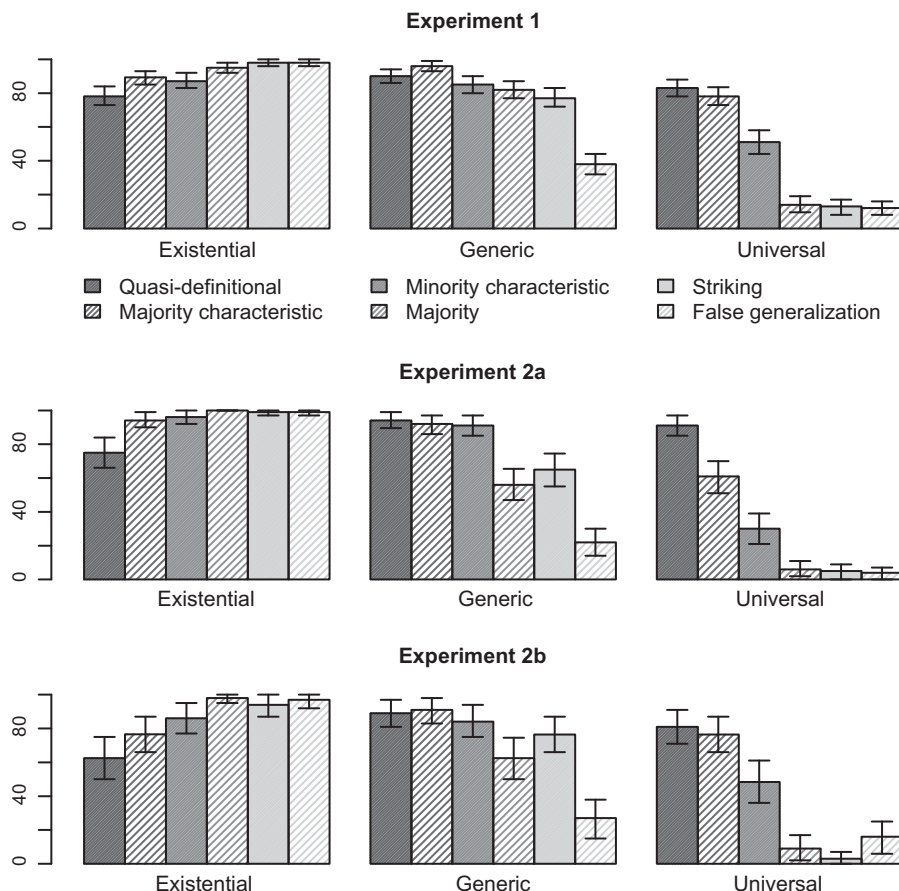 Experiment 1
80
40
0
Existential Generic Universal
Quasi-definitional Minority characteristic Striking
Majority characteristic Majority False generalization
Experiment 2a
80
40
0
Existential Generic Universal
Experiment 2b
80
40
0
Existential Generic Universal